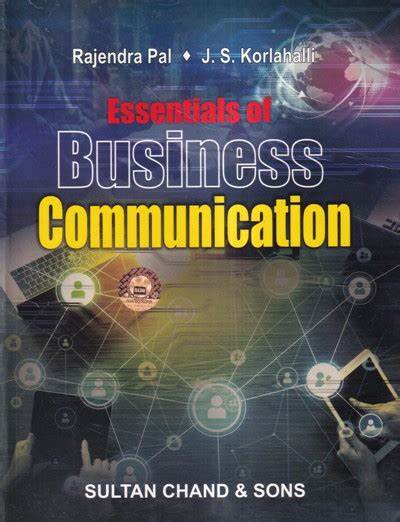 Rajendra Pal ♦ J. S. Korlahalli
Essentials of
Business
Communication
SULTAN CHAND & SONS